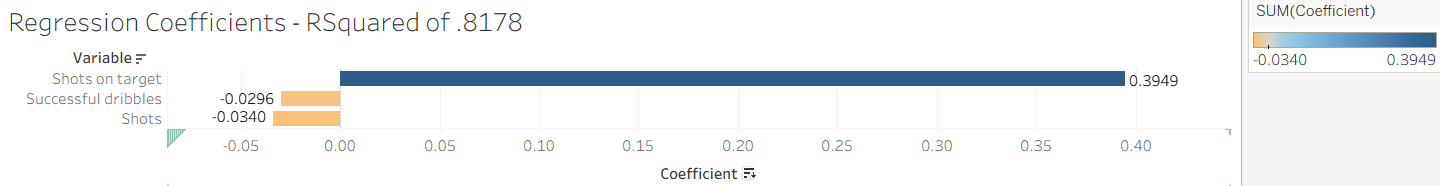 Regression Coefficients - RSquared of .8178
SUM(Coefficient)
-0.0340 0.3949
Variable
Shots on target 0.3949
Successful dribbles -0.0296
Shots -0.0340
-0.05 0.00 0.05 0.10 0.15 0.20 0.25 0.30 0.35 0.40
Coefficient